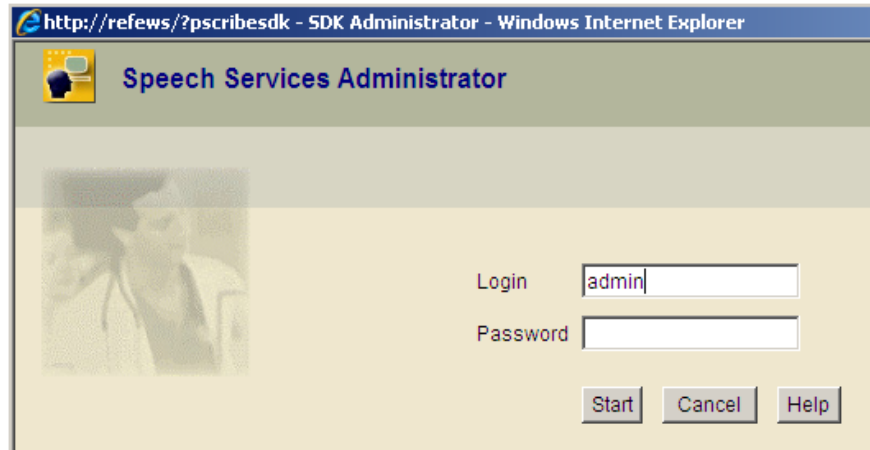 http://refews/?pscribesdk - SDK Administrator - Windows Internet Explorer
Speech Services Administrator
Login admin
Password
Start Cancel Help